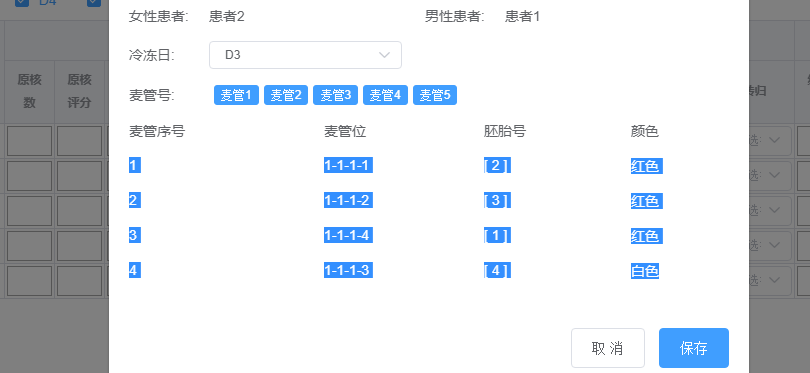 D4
女性患者: 患者2 男性患者: 患者1
冷冻日: D3
原核数 原核评分
麦管号: 麦管1 麦管2 麦管3 麦管4 麦管5
麦管序号 麦管位 胚胎号 颜色
1 1-1-1-1 [ 2 ] 红色
2 1-1-1-2 [ 3 ] 红色
3 1-1-1-4 [ 1 ] 红色
4 1-1-1-3 [ 4 ] 白色
取 消 保存